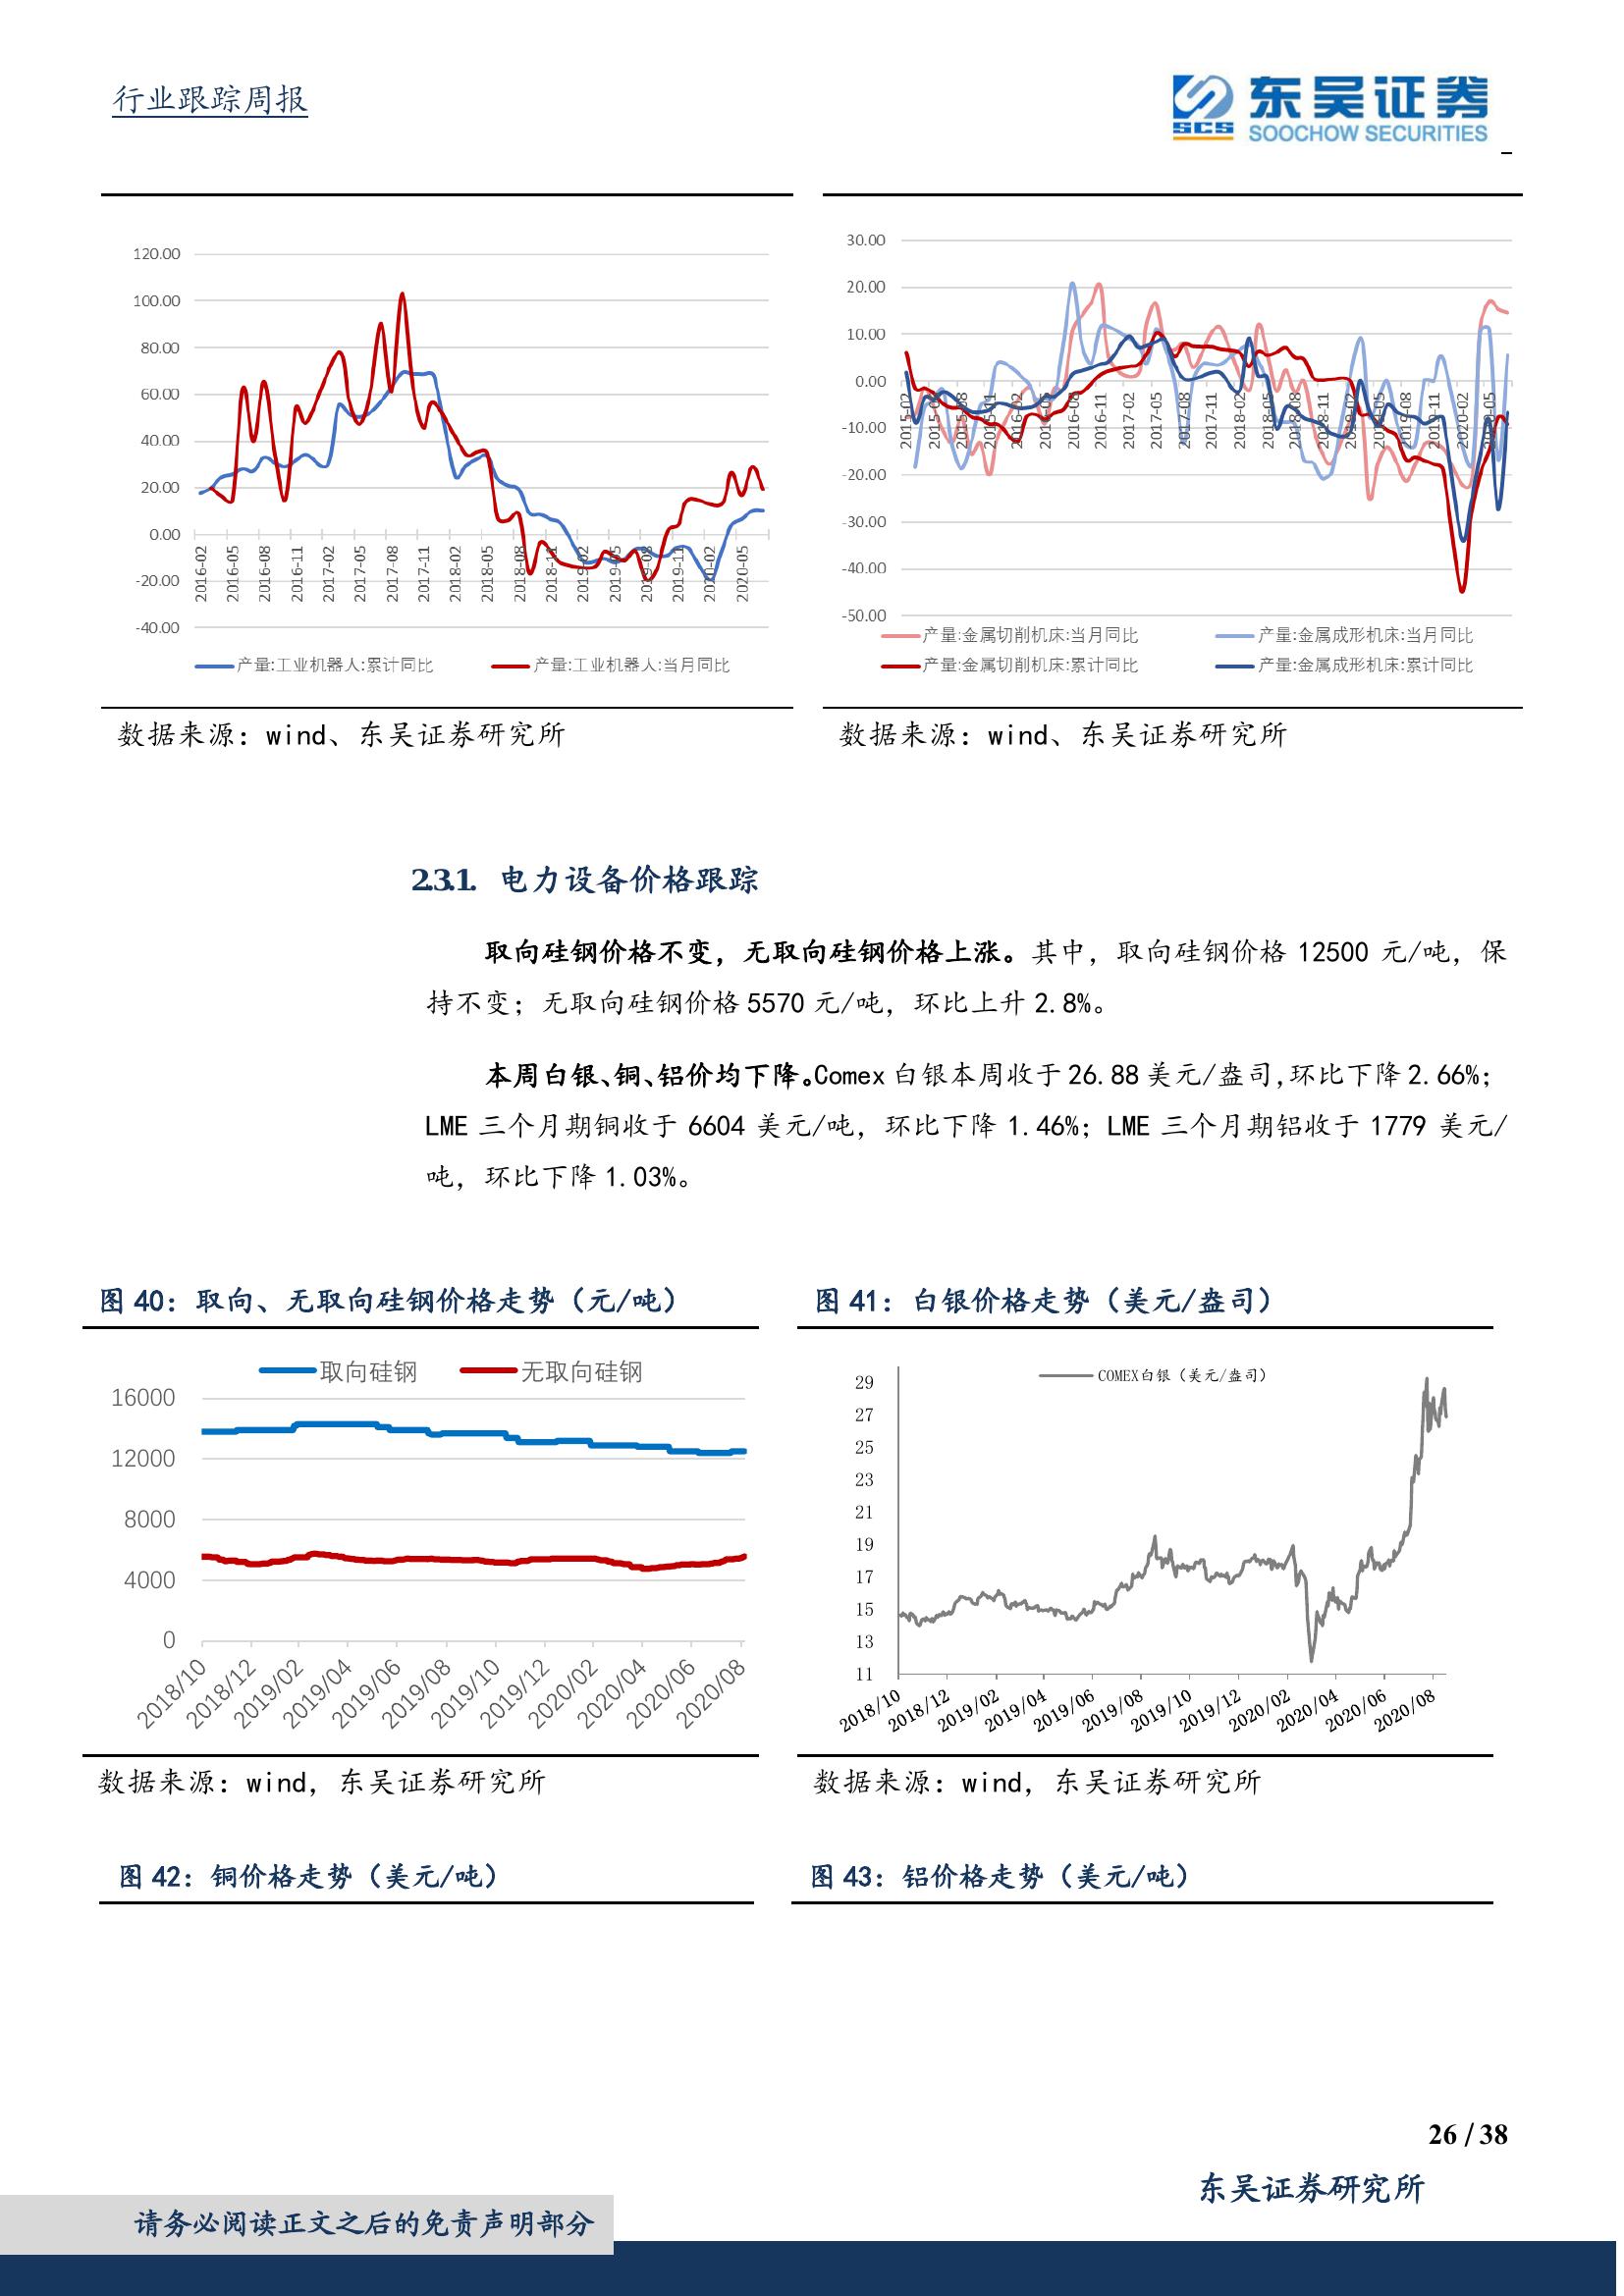 行业跟踪周报
东吴证券
SCS
SOOCHOW SECURITIES
120.00
100.00
80.00
60.00
40.00
20.00
0.00
-20.00
-40.00
2016-02 2016-05 2016-08 2016-11 2017-02 2017-05 2017-08 2017-11 2018-02 2018-05 2018-08 2018-11 2019-02 2019-05 2019-08 2019-11 2020-02 2020-05
产量:工业机器人:累计同比 产量:工业机器人:当月同比
30.00
20.00
10.00
0.00
-10.00
-20.00
-30.00
-40.00
-50.00
2015-02 2015-05 2015-08 2015-11 2016-02 2016-05 2016-08 2016-11 2017-02 2017-05 2017-08 2017-11 2018-02 2018-05 2018-08 2018-11 2019-02 2019-05 2019-08 2019-11 2020-02 2020-05
产量:金属切削机床:当月同比 产量:金属成形机床:当月同比
产量:金属切削机床:累计同比 产量:金属成形机床:累计同比
数据来源：wind、东吴证券研究所
数据来源：wind、东吴证券研究所
2.3.1. 电力设备价格跟踪
取向硅钢价格不变，无取向硅钢价格上涨。其中，取向硅钢价格 12500 元/吨，保
持不变；无取向硅钢价格 5570 元/吨，环比上升 2.8%。
本周白银、铜、铝价均下降。Comex 白银本周收于 26.88 美元/盎司，环比下降 2.66%；
LME 三个月期铜收于 6604 美元/吨，环比下降 1.46%；LME 三个月期铝收于 1779 美元/
吨，环比下降 1.03%。
图 40：取向、无取向硅钢价格走势（元/吨）
取向硅钢 无取向硅钢
16000
12000
8000
4000
0
2018/10 2018/12 2019/02 2019/04 2019/06 2019/08 2019/10 2019/12 2020/02 2020/04 2020/06 2020/08
数据来源：wind，东吴证券研究所
图 41：白银价格走势（美元/盎司）
COMEX白银（美元/盎司）
29
27
25
23
21
19
17
15
13
11
2018/10 2018/12 2019/02 2019/04 2019/06 2019/08 2019/10 2019/12 2020/02 2020/04 2020/06 2020/08
数据来源：wind，东吴证券研究所
图 42：铜价格走势（美元/吨）
图 43：铝价格走势（美元/吨）
26 / 38
东吴证券研究所
请务必阅读正文之后的免责声明部分